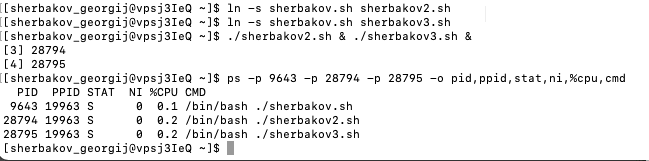 [[sherbakov_georgij@vpsj3IeQ ~]$ ln -s sherbakov.sh sherbakov2.sh
[[sherbakov_georgij@vpsj3IeQ ~]$ ln -s sherbakov.sh sherbakov3.sh
[[sherbakov_georgij@vpsj3IeQ ~]$ ./sherbakov2.sh & ./sherbakov3.sh &
[3] 28794
[4] 28795
[[sherbakov_georgij@vpsj3IeQ ~]$ ps -p 9643 -p 28794 -p 28795 -o pid,ppid,stat,ni,%cpu,cmd
  PID  PPID STAT  NI %CPU CMD
 9643 19963 S      0  0.1 /bin/bash ./sherbakov.sh
28794 19963 S      0  0.2 /bin/bash ./sherbakov2.sh
28795 19963 S      0  0.2 /bin/bash ./sherbakov3.sh
[sherbakov_georgij@vpsj3IeQ ~]$